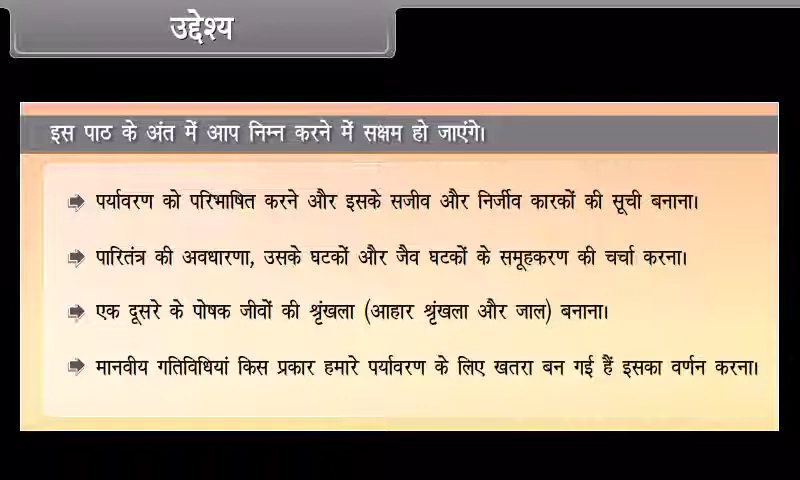 उद्देश्य
इस पाठ के अंत में आप निम्न करने में सक्षम हो जाएंगे।
पर्यावरण को परिभाषित करने और इसके सजीव और निर्जीव कारकों की सूची बनाना।
पारितंत्र की अवधारणा, उसके घटकों और जैव घटकों के समूहकरण की चर्चा करना।
एक दूसरे के पोषक जीवों की श्रृंखला (आहार श्रृंखला और जाल) बनाना।
मानवीय गतिविधियां किस प्रकार हमारे पर्यावरण के लिए खतरा बन गई हैं इसका वर्णन करना।